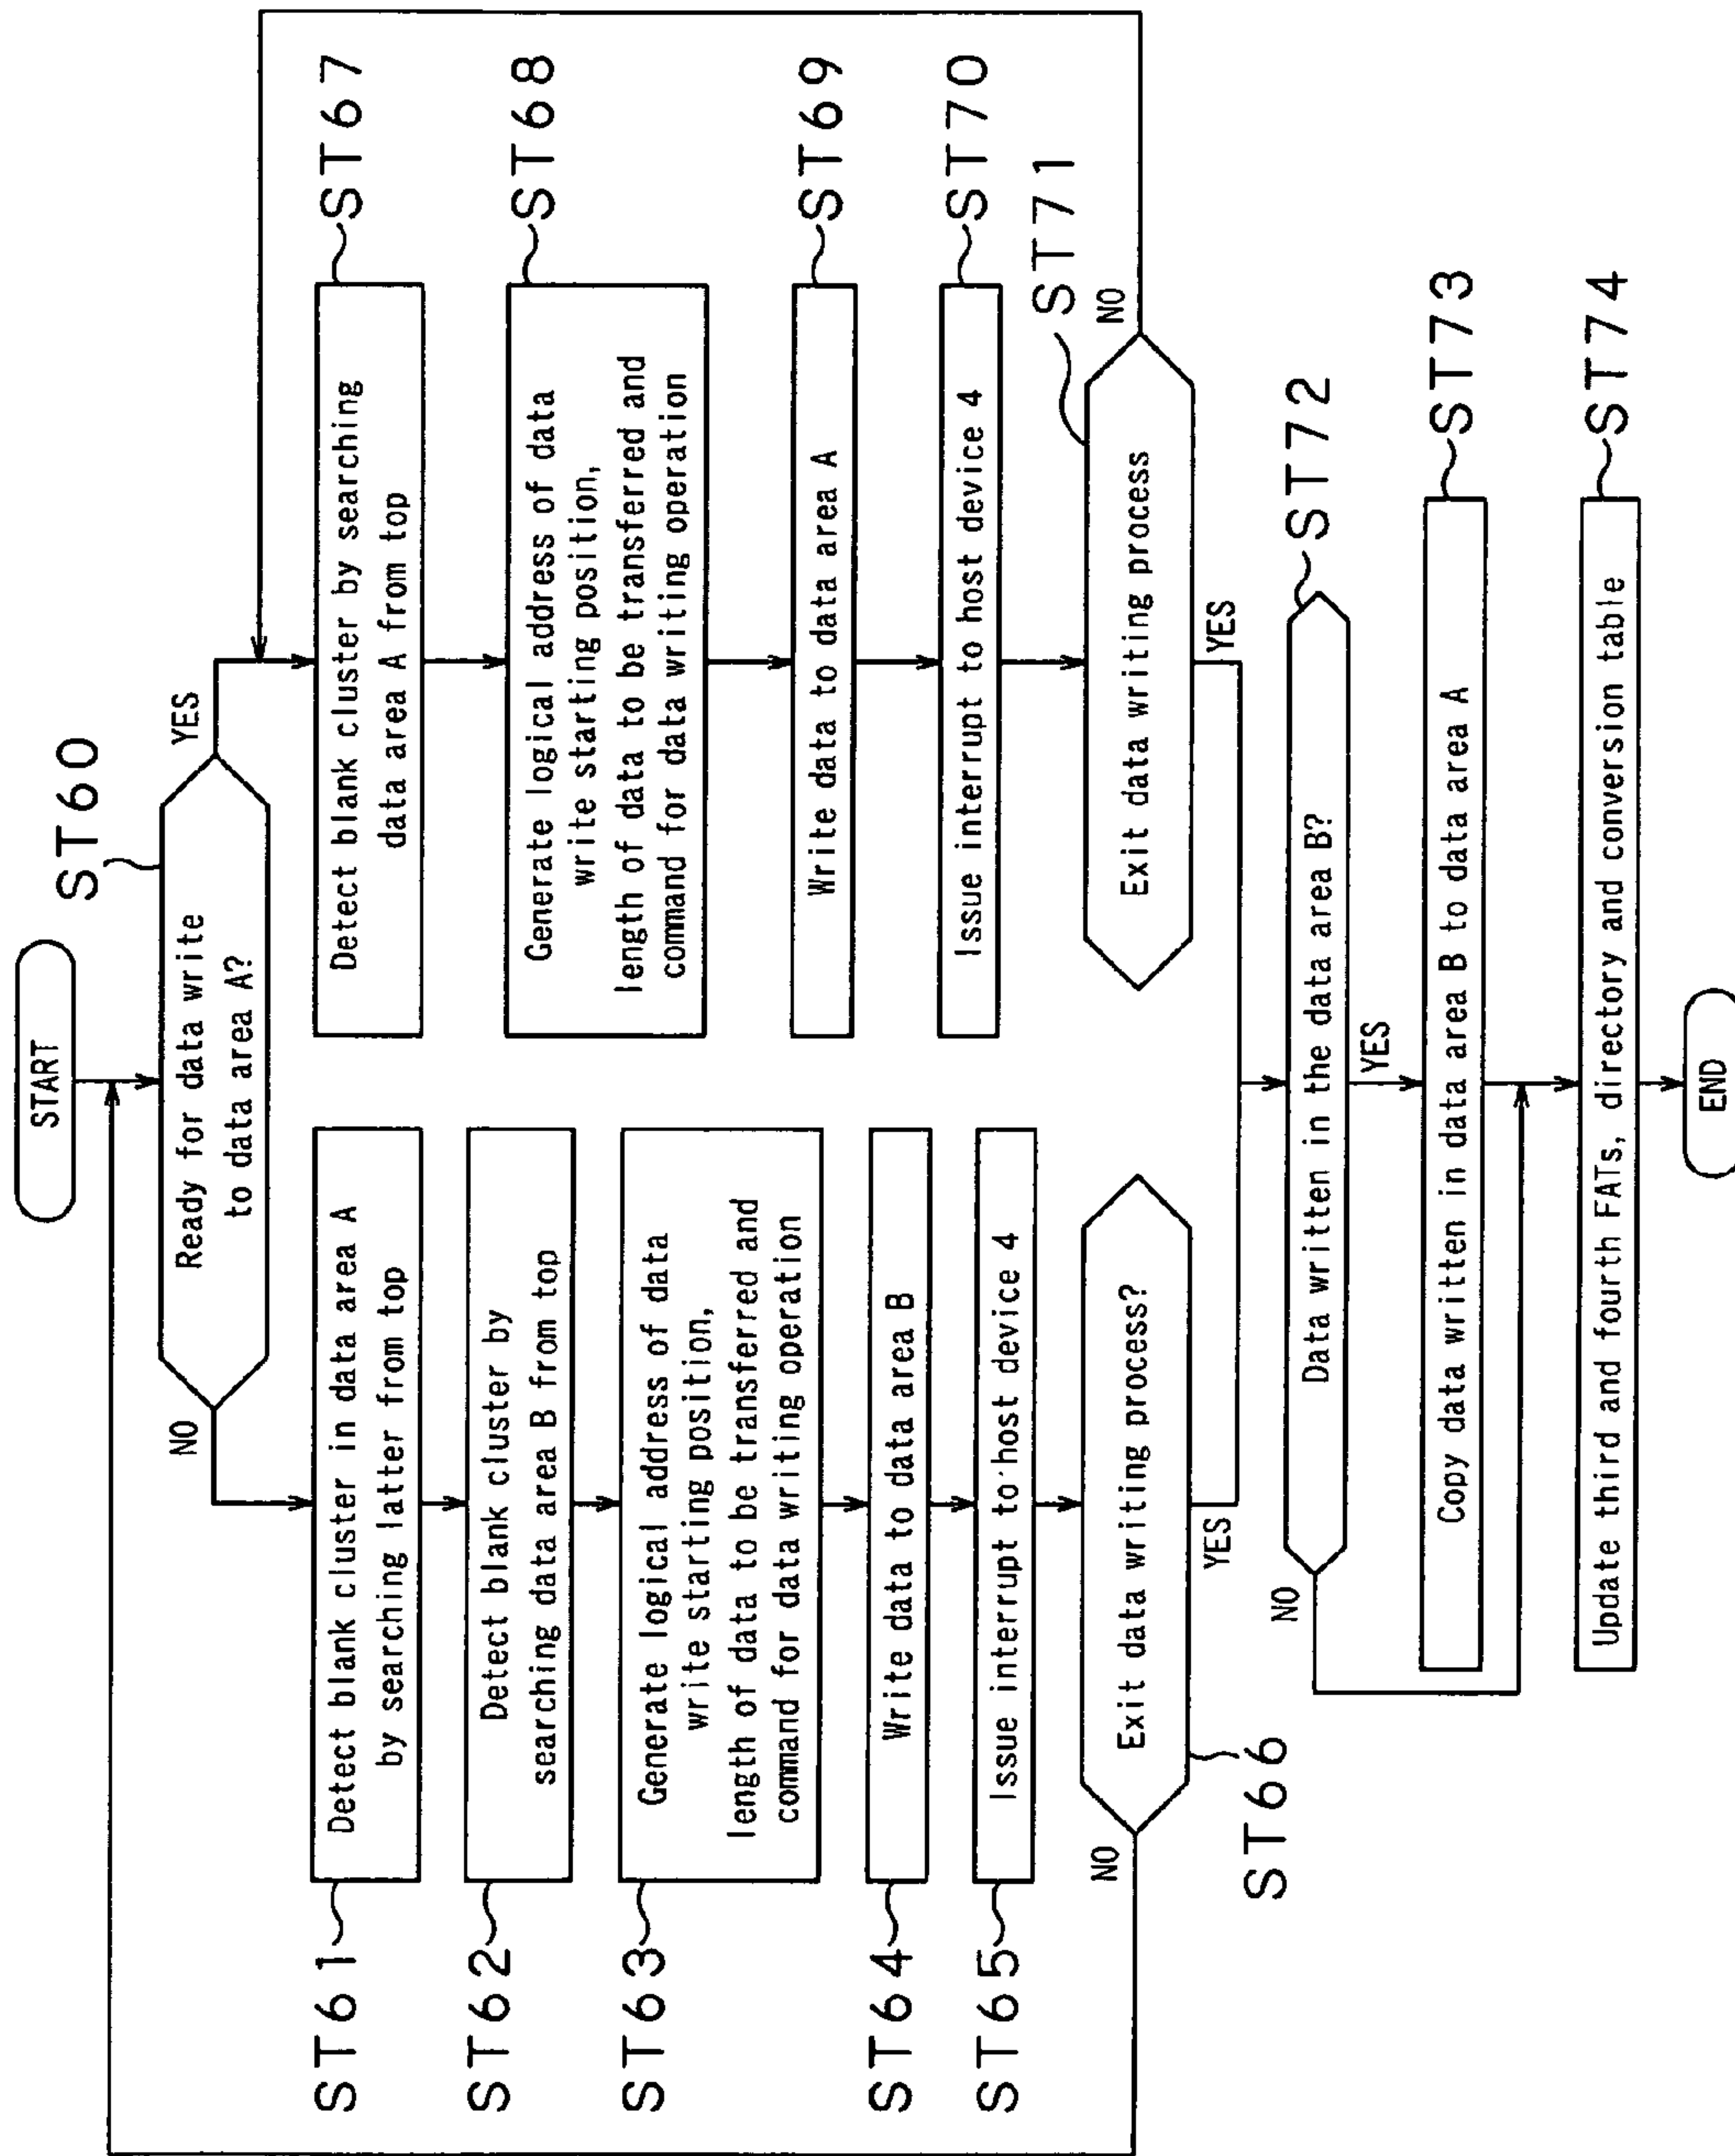 START
ST60
Ready for data write
to data area A?
NO
YES
ST61
Detect blank cluster in data area A
by searching latter from top
ST62
Detect blank cluster by
searching data area B from top
ST63
Generate logical address of data
write starting position,
length of data to be transferred and
command for data writing operation
ST64
Write data to data area B
ST65
Issue interrupt to host device 4
ST66
Exit data writing process?
NO
YES
ST67
Detect blank cluster by searching
data area A from top
ST68
Generate logical address of data
write starting position,
length of data to be transferred and
command for data writing operation
ST69
Write data to data area A
ST70
Issue interrupt to host device 4
ST71
Exit data writing process
NO
YES
ST72
Data written in the data area B?
NO
YES
ST73
Copy data written in data area B to data area A
ST74
Update third and fourth FATs, directory and conversion table
END